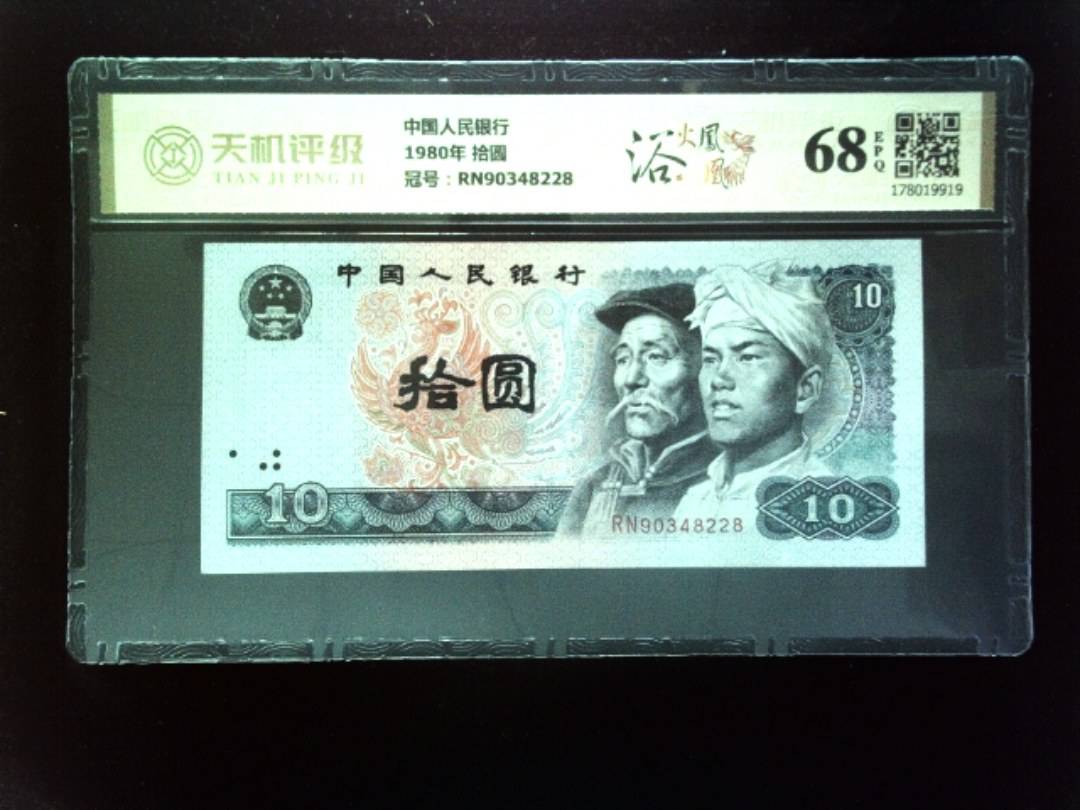 天机评级
TIAN JI PING JI
中国人民银行
1980年 拾圆
冠号：RN90348228
浴火凤凰
68
EPQ
178019919
中国人民银行
10
拾圆
10
RN90348228
10